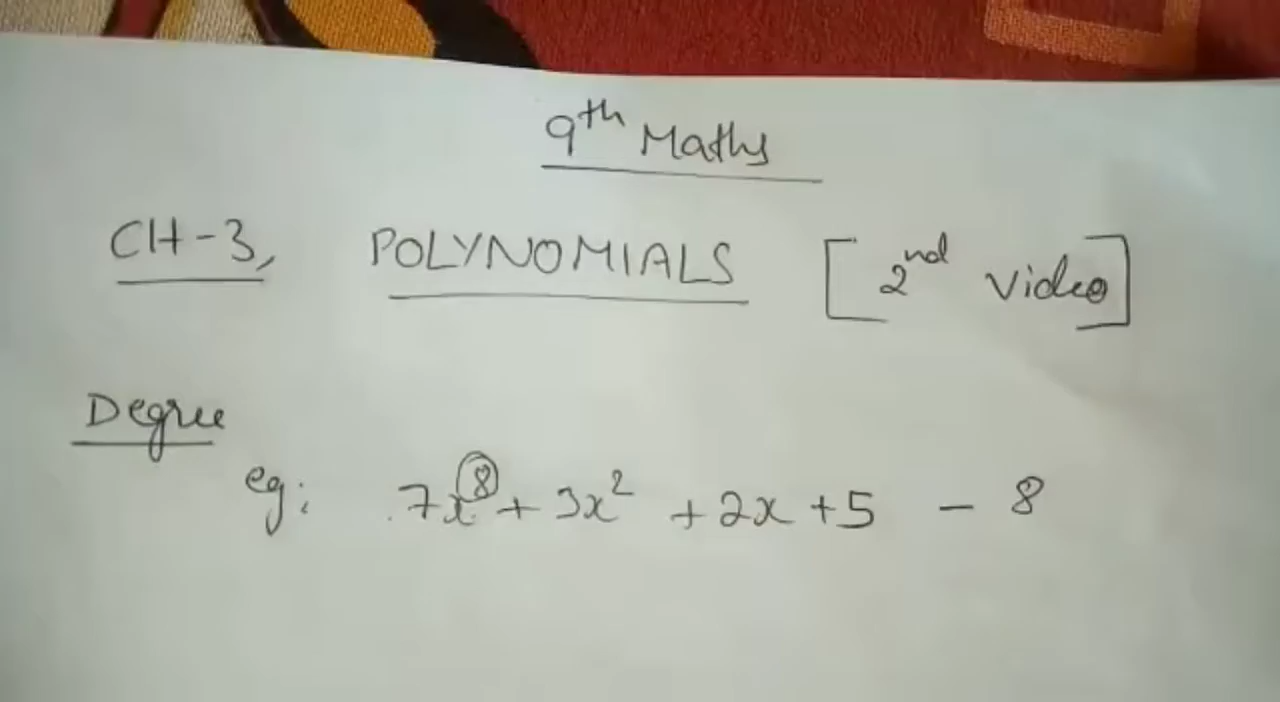 9th Maths
CH-3, POLYNOMIALS [2nd Video]
Degree
eg: 7x⁸ + 3x² + 2x + 5 - 8